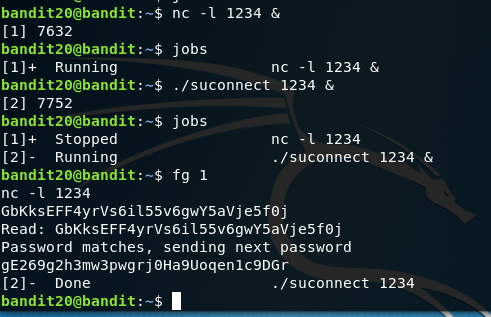 bandit20@bandit:~$ nc -l 1234 &
[1] 7632
bandit20@bandit:~$ jobs
[1]+  Running                 nc -l 1234 &
bandit20@bandit:~$ ./suconnect 1234 &
[2] 7752
bandit20@bandit:~$ jobs
[1]+  Stopped                 nc -l 1234
[2]-  Running                 ./suconnect 1234 &
bandit20@bandit:~$ fg 1
nc -l 1234
GbKksEFF4yrVs6il55v6gwY5aVje5f0j
Read: GbKksEFF4yrVs6il55v6gwY5aVje5f0j
Password matches, sending next password
gE269g2h3mw3pwgrj0Ha9Uoqen1c9DGr
[2]-  Done                    ./suconnect 1234
bandit20@bandit:~$